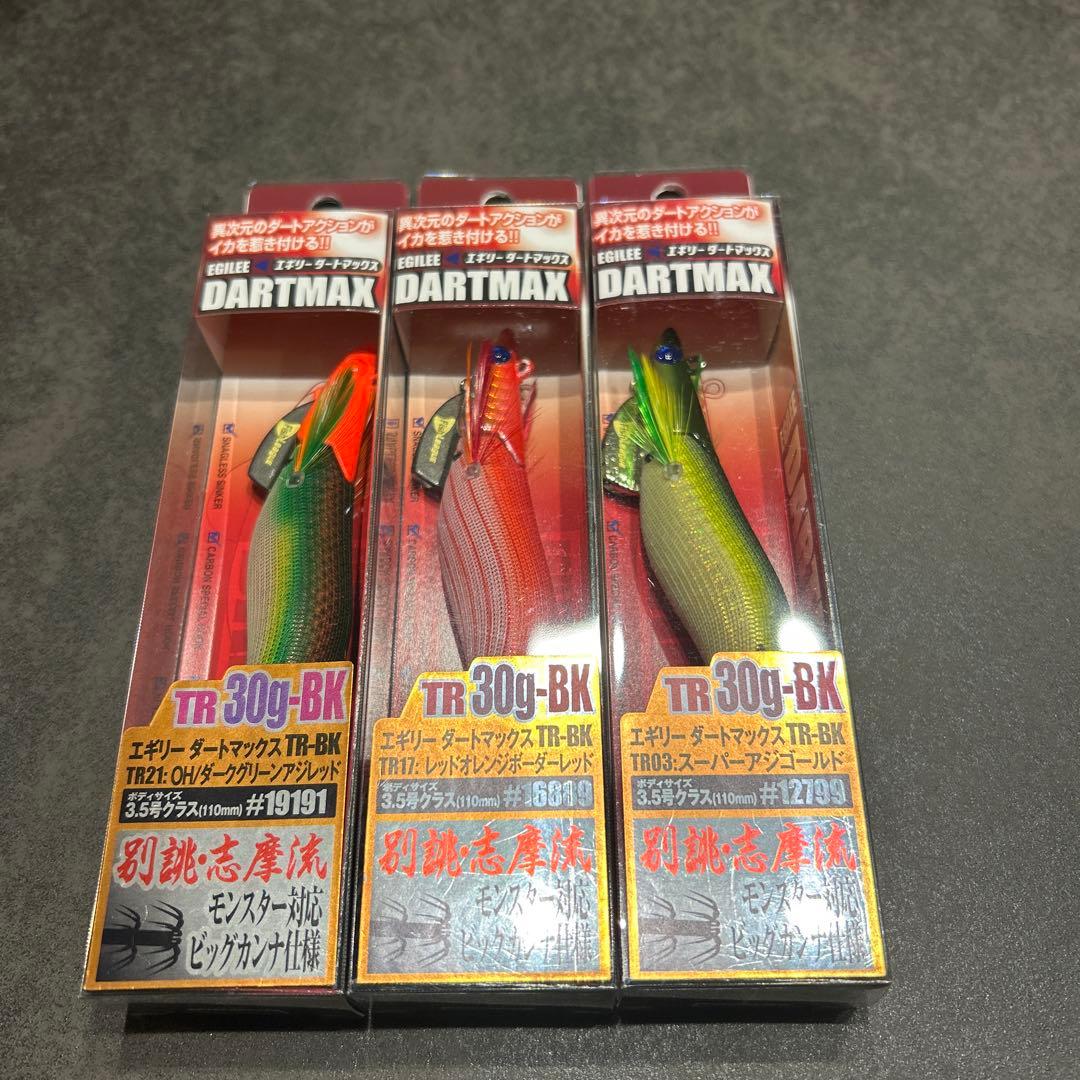 異次元のダートアクションが
イカを惹き付ける!!
EGILEE エギリー ダートマックス
DARTMAX
SNAGLESS SINKER
TR 30g-BK
エギリー ダートマックス TR-BK
TR21: OH/ダークグリーンアジレッド
ボディサイズ
3.5号クラス(110mm) #19191
別誂・志摩流
モンスター対応
ビッグカンナ仕様
異次元のダートアクションが
イカを惹き付ける!!
EGILEE エギリー ダートマックス
DARTMAX
TR 30g-BK
エギリー ダートマックス TR-BK
TR17: レッドオレンジボーダーレッド
ボディサイズ
3.5号クラス(110mm) #16819
別誂・志摩流
モンスター対応
ビッグカンナ仕様
異次元のダートアクションが
イカを惹き付ける!!
EGILEE エギリー ダートマックス
DARTMAX
TR 30g-BK
エギリー ダートマックス TR-BK
TR03: スーパーアジゴールド
ボディサイズ
3.5号クラス(110mm) #12799
別誂・志摩流
モンスター対応
ビッグカンナ仕様